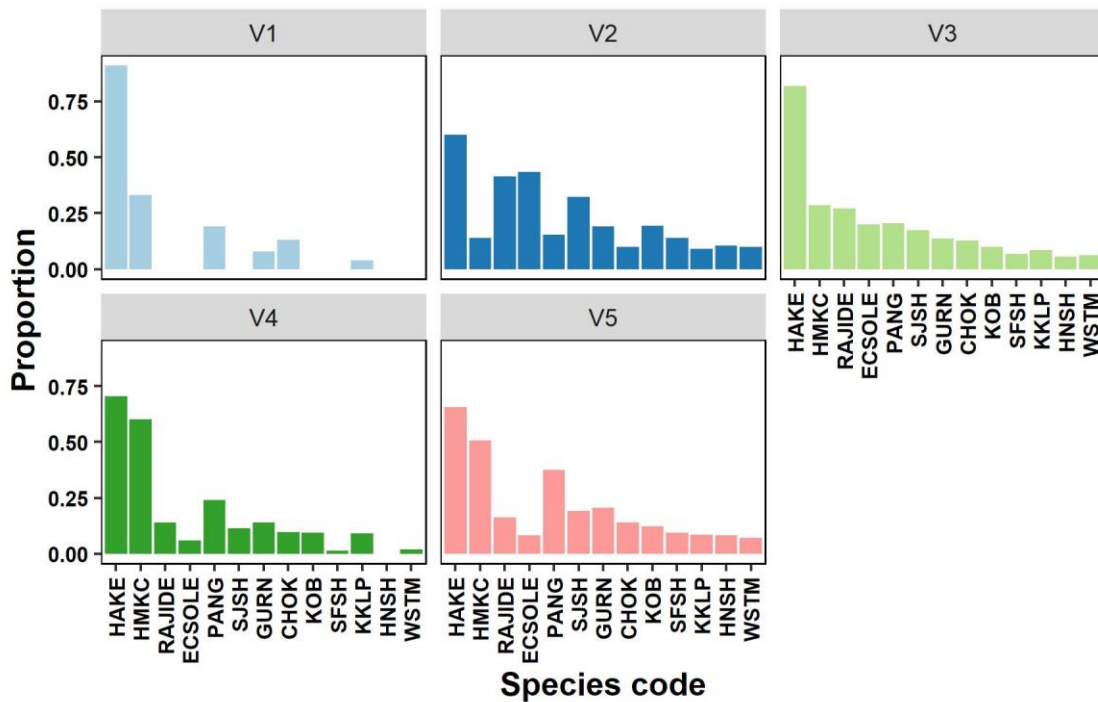 V1
V2
V3
0.75
0.50
0.25
0.00
HAKE
HMKC
RAJIDE
ECSOLE
PANG
SJSH
GURN
CHOK
KOB
SFSH
KKLP
HNSH
WSTM
V4
V5
0.75
0.50
0.25
0.00
HAKE
HMKC
RAJIDE
ECSOLE
PANG
SJSH
GURN
CHOK
KOB
SFSH
KKLP
HNSH
WSTM
HAKE
HMKC
RAJIDE
ECSOLE
PANG
SJSH
GURN
CHOK
KOB
SFSH
KKLP
HNSH
WSTM
Proportion
Species code